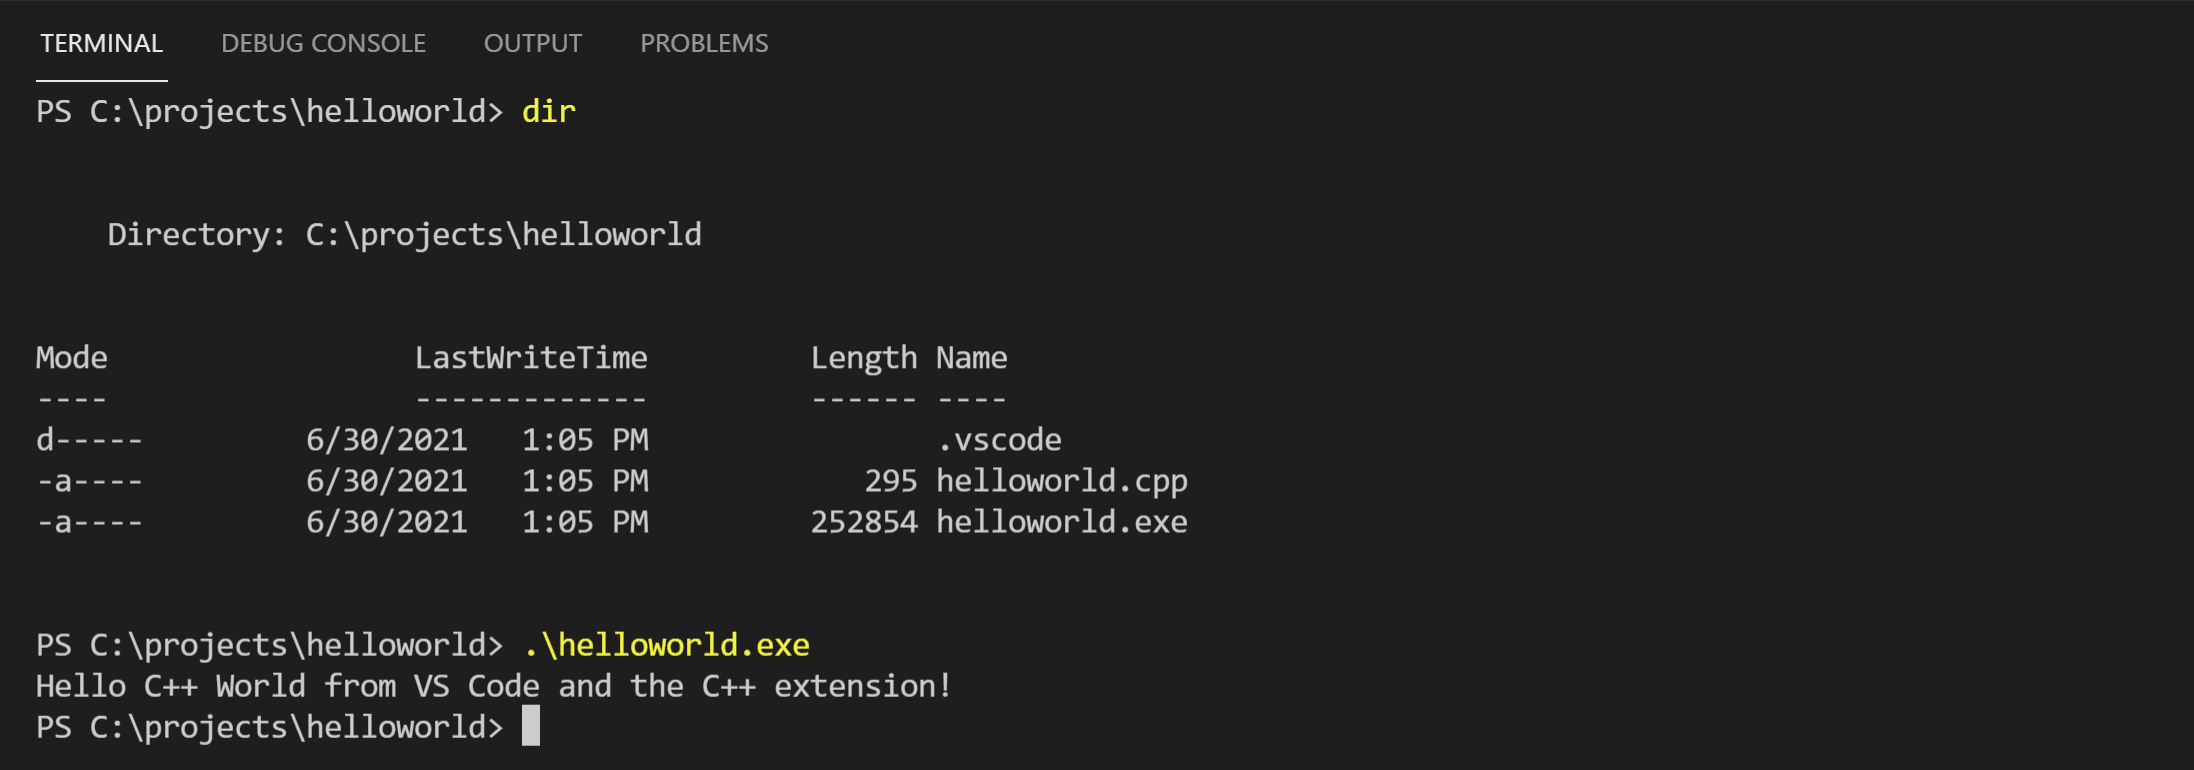 TERMINAL DEBUG CONSOLE OUTPUT PROBLEMS
PS C:\projects\helloworld> dir
Directory: C:\projects\helloworld
Mode                 LastWriteTime         Length Name
----                 -------------         ------ ----
d-----         6/30/2021   1:05 PM                .vscode
-a----         6/30/2021   1:05 PM            295 helloworld.cpp
-a----         6/30/2021   1:05 PM         252854 helloworld.exe
PS C:\projects\helloworld> .\helloworld.exe
Hello C++ World from VS Code and the C++ extension!
PS C:\projects\helloworld>